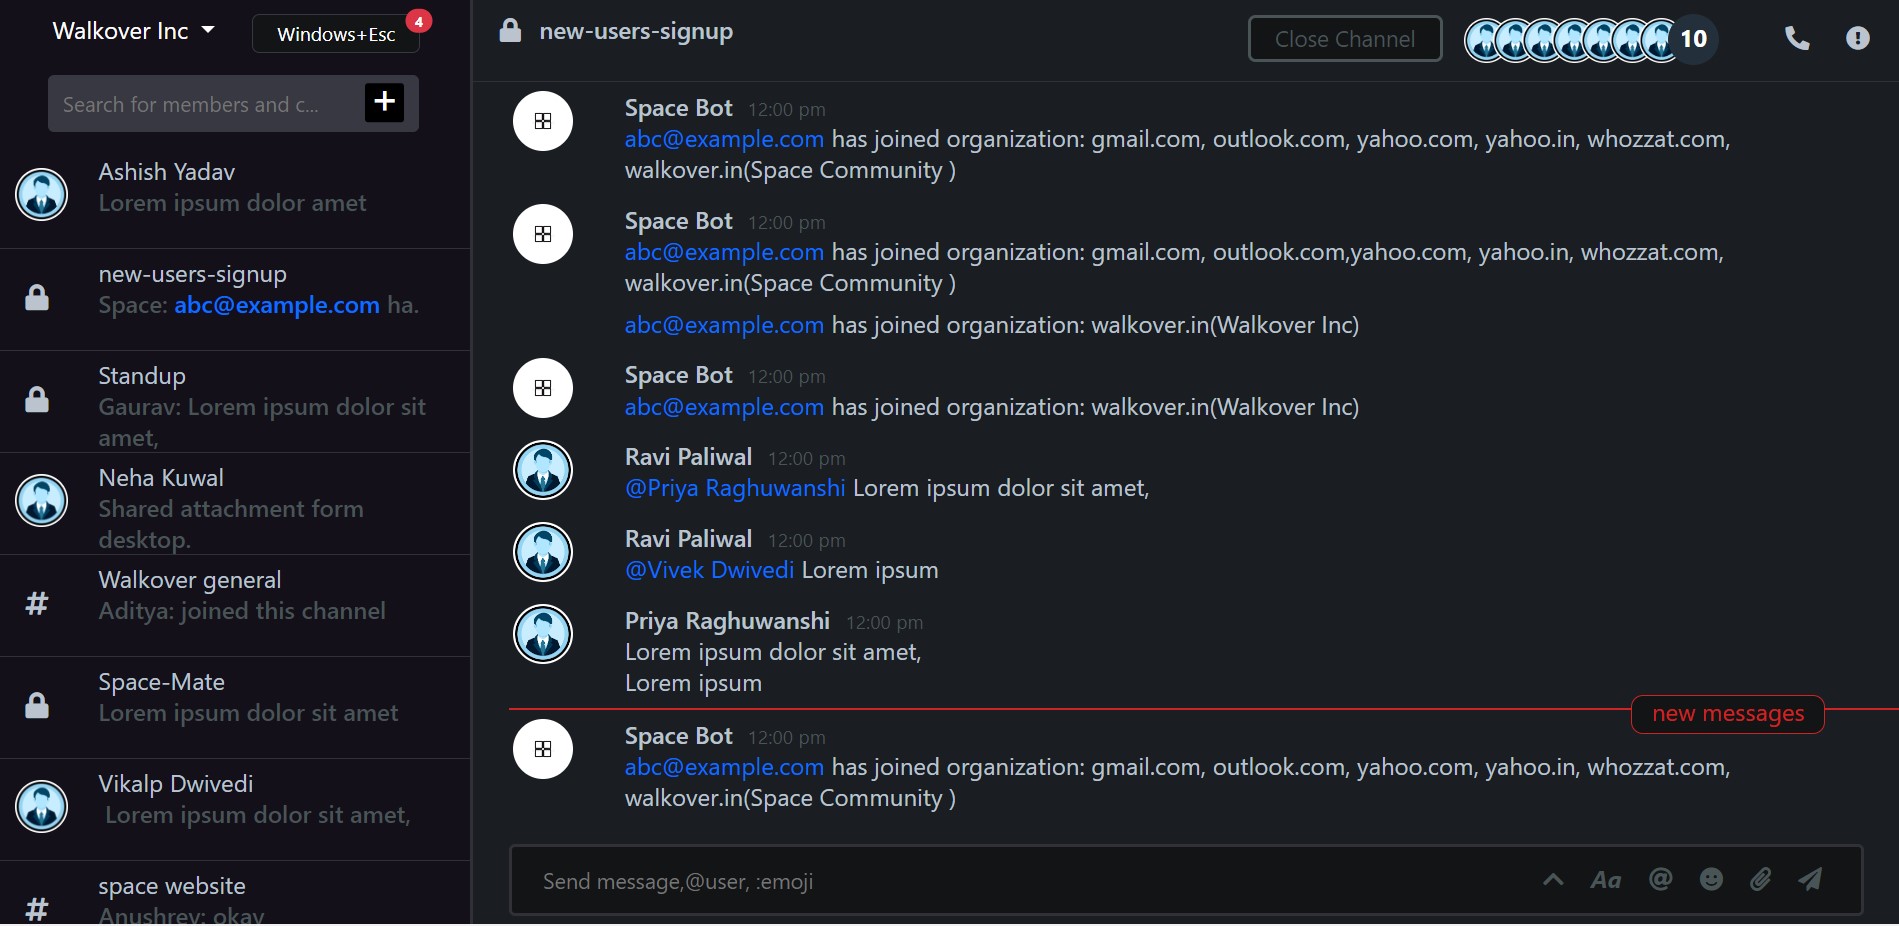 Walkover Inc
Windows+Esc
4
Search for members and c...
Ashish Yadav
Lorem ipsum dolor amet
new-users-signup
Space: abc@example.com ha.
Standup
Gaurav: Lorem ipsum dolor sit
amet,
Neha Kuwal
Shared attachment form
desktop.
# Walkover general
Aditya: joined this channel
Space-Mate
Lorem ipsum dolor sit amet
Vikalp Dwivedi
Lorem ipsum dolor sit amet,
# space website
Anushrey: okay
new-users-signup
Close Channel
10
Space Bot 12:00 pm
abc@example.com has joined organization: gmail.com, outlook.com, yahoo.com, yahoo.in, whozzat.com,
walkover.in(Space Community )
Space Bot 12:00 pm
abc@example.com has joined organization: gmail.com, outlook.com,yahoo.com, yahoo.in, whozzat.com,
walkover.in(Space Community )
abc@example.com has joined organization: walkover.in(Walkover Inc)
Space Bot 12:00 pm
abc@example.com has joined organization: walkover.in(Walkover Inc)
Ravi Paliwal 12:00 pm
@Priya Raghuwanshi Lorem ipsum dolor sit amet,
Ravi Paliwal 12:00 pm
@Vivek Dwivedi Lorem ipsum
Priya Raghuwanshi 12:00 pm
Lorem ipsum dolor sit amet,
Lorem ipsum
new messages
Space Bot 12:00 pm
abc@example.com has joined organization: gmail.com, outlook.com, yahoo.com, yahoo.in, whozzat.com,
walkover.in(Space Community )
Send message,@user, :emoji
Aa @